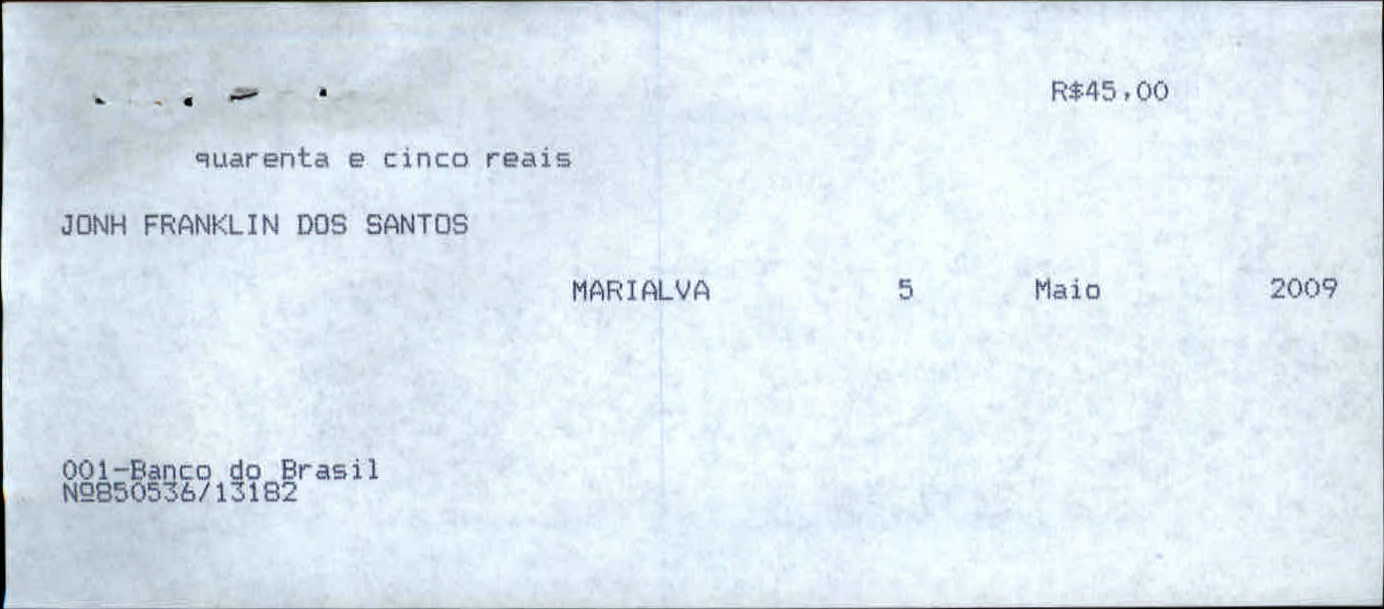 R$45,00
quarenta e cinco reais
JONH FRANKLIN DOS SANTOS
MARIALVA 5 Maio 2009
001-Banco do Brasil
Nº850536/13182